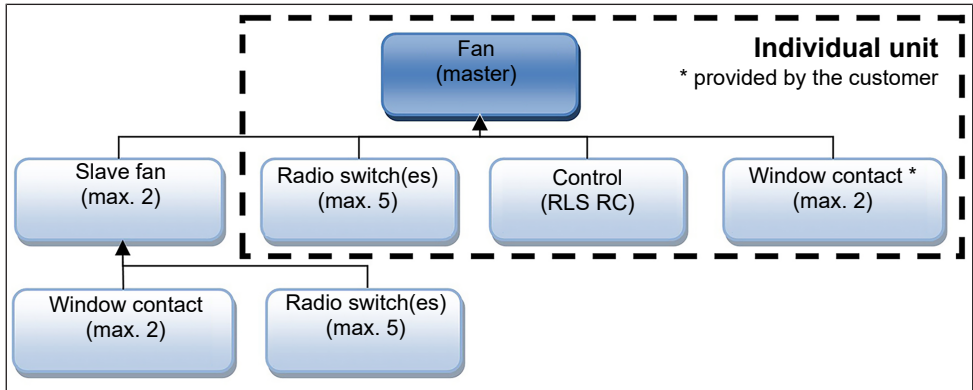 Fan
(master)
Individual unit
* provided by the customer
Slave fan
(max. 2)
Radio switch(es)
(max. 5)
Control
(RLS RC)
Window contact *
(max. 2)
Window contact
(max. 2)
Radio switch(es)
(max. 5)